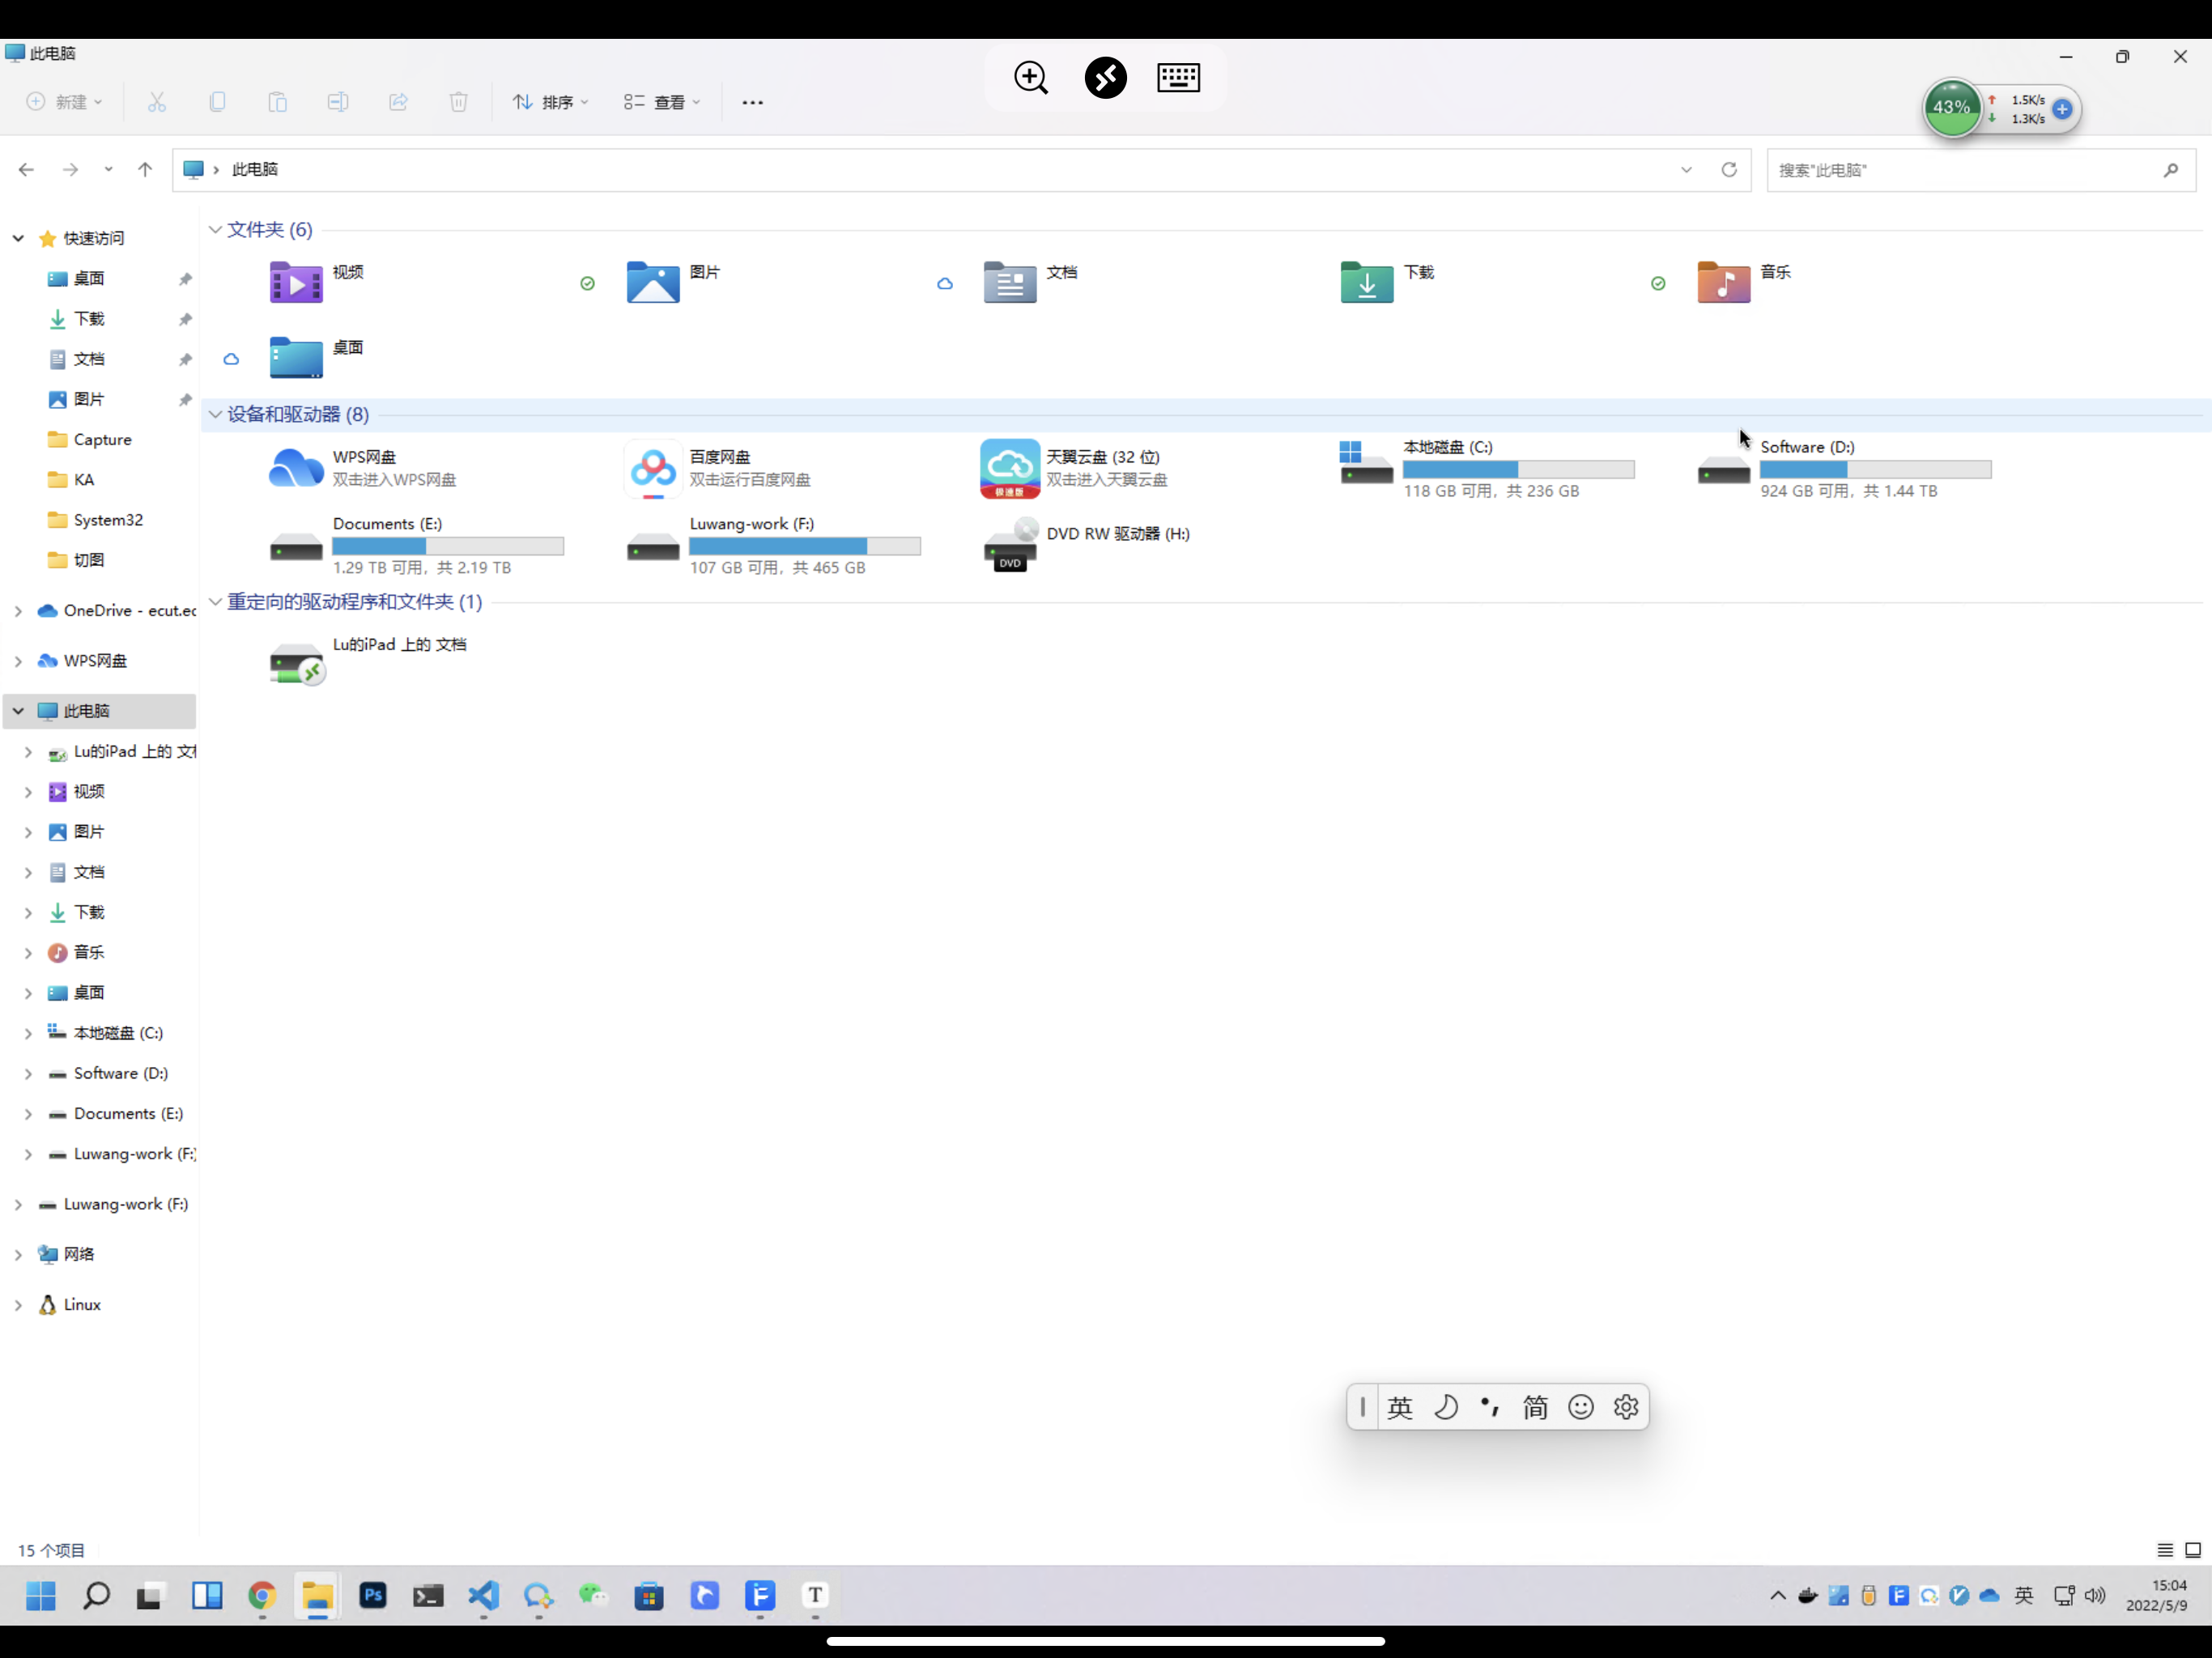 此电脑
新建
排序
查看
43%
1.5K/s
1.3K/s
此电脑
搜索"此电脑"
快速访问
桌面
下载
文档
图片
Capture
KA
System32
切图
OneDrive - ecut.ec
WPS网盘
此电脑
Lu的iPad 上的 文
视频
图片
文档
下载
音乐
桌面
本地磁盘 (C:)
Software (D:)
Documents (E:)
Luwang-work (F:)
Luwang-work (F:)
网络
Linux
文件夹 (6)
视频
图片
文档
下载
音乐
桌面
设备和驱动器 (8)
WPS网盘
双击进入WPS网盘
百度网盘
双击运行百度网盘
极速版
天翼云盘 (32 位)
双击进入天翼云盘
本地磁盘 (C:)
118 GB 可用，共 236 GB
Software (D:)
924 GB 可用，共 1.44 TB
Documents (E:)
1.29 TB 可用，共 2.19 TB
Luwang-work (F:)
107 GB 可用，共 465 GB
DVD
DVD RW 驱动器 (H:)
重定向的驱动程序和文件夹 (1)
Lu的iPad 上的 文档
英 简
15 个项目
Ps
T
英
15:04
2022/5/9